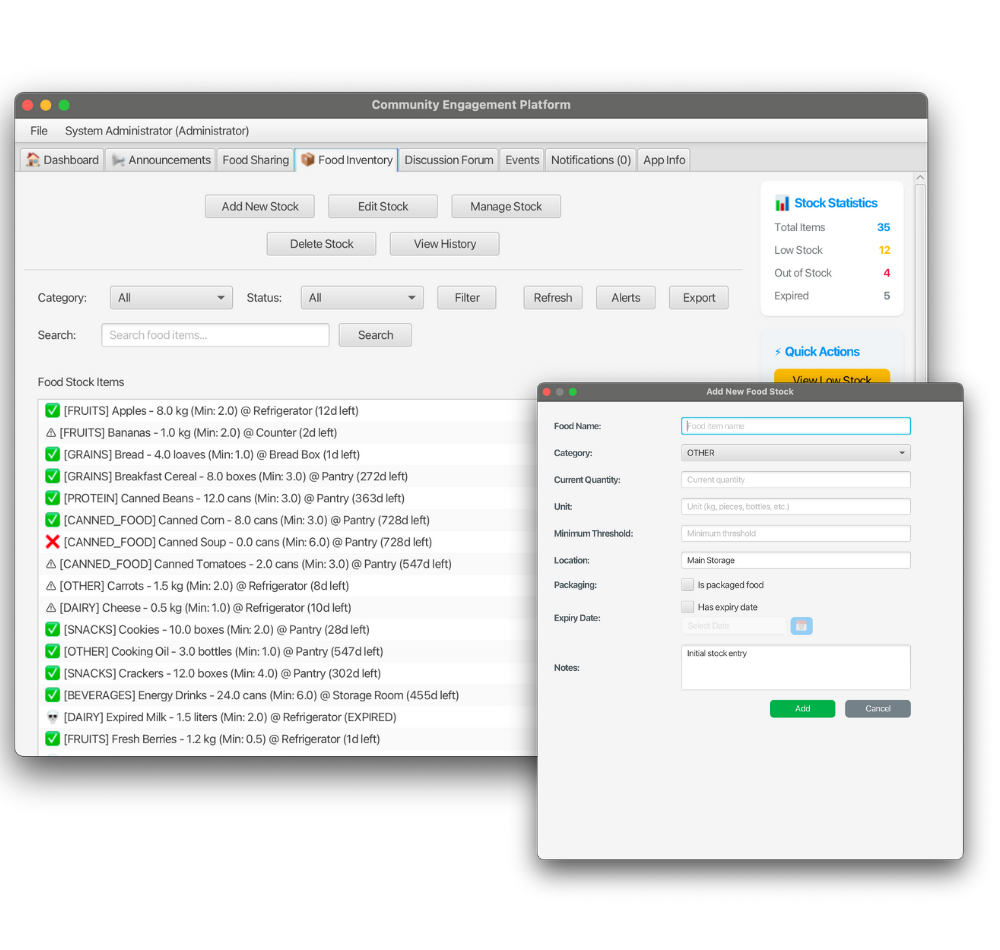 Community Engagement Platform
File System Administrator (Administrator)
Dashboard Announcements Food Sharing Food Inventory Discussion Forum Events Notifications (0) App Info
Add New Stock Edit Stock Manage Stock
Delete Stock View History
Category: All Status: All Filter Refresh Alerts Export
Search: Search food items... Search
Stock Statistics
Total Items 35
Low Stock 12
Out of Stock 4
Expired 5
⚡ Quick Actions
View Low Stock
Food Stock Items
✅ [FRUITS] Apples - 8.0 kg (Min: 2.0) @ Refrigerator (12d left)
⚠ [FRUITS] Bananas - 1.0 kg (Min: 2.0) @ Counter (2d left)
✅ [GRAINS] Bread - 4.0 loaves (Min: 1.0) @ Bread Box (1d left)
✅ [GRAINS] Breakfast Cereal - 8.0 boxes (Min: 3.0) @ Pantry (272d left)
✅ [PROTEIN] Canned Beans - 12.0 cans (Min: 3.0) @ Pantry (363d left)
✅ [CANNED_FOOD] Canned Corn - 8.0 cans (Min: 3.0) @ Pantry (728d left)
❌ [CANNED_FOOD] Canned Soup - 0.0 cans (Min: 6.0) @ Pantry (728d left)
⚠ [CANNED_FOOD] Canned Tomatoes - 2.0 cans (Min: 3.0) @ Pantry (547d left)
⚠ [OTHER] Carrots - 1.5 kg (Min: 2.0) @ Refrigerator (8d left)
⚠ [DAIRY] Cheese - 0.5 kg (Min: 1.0) @ Refrigerator (10d left)
✅ [SNACKS] Cookies - 10.0 boxes (Min: 2.0) @ Pantry (28d left)
✅ [OTHER] Cooking Oil - 3.0 bottles (Min: 1.0) @ Pantry (547d left)
✅ [SNACKS] Crackers - 12.0 boxes (Min: 4.0) @ Pantry (302d left)
✅ [BEVERAGES] Energy Drinks - 24.0 cans (Min: 6.0) @ Storage Room (455d left)
☠ [DAIRY] Expired Milk - 1.5 liters (Min: 2.0) @ Refrigerator (EXPIRED)
✅ [FRUITS] Fresh Berries - 1.2 kg (Min: 0.5) @ Refrigerator (1d left)
Add New Food Stock
Food Name: Food item name
Category: OTHER
Current Quantity: Current quantity
Unit: Unit (kg, pieces, bottles, etc.)
Minimum Threshold: Minimum threshold
Location: Main Storage
Packaging: Is packaged food
Has expiry date
Expiry Date: Select Date
Notes: Initial stock entry
Add Cancel